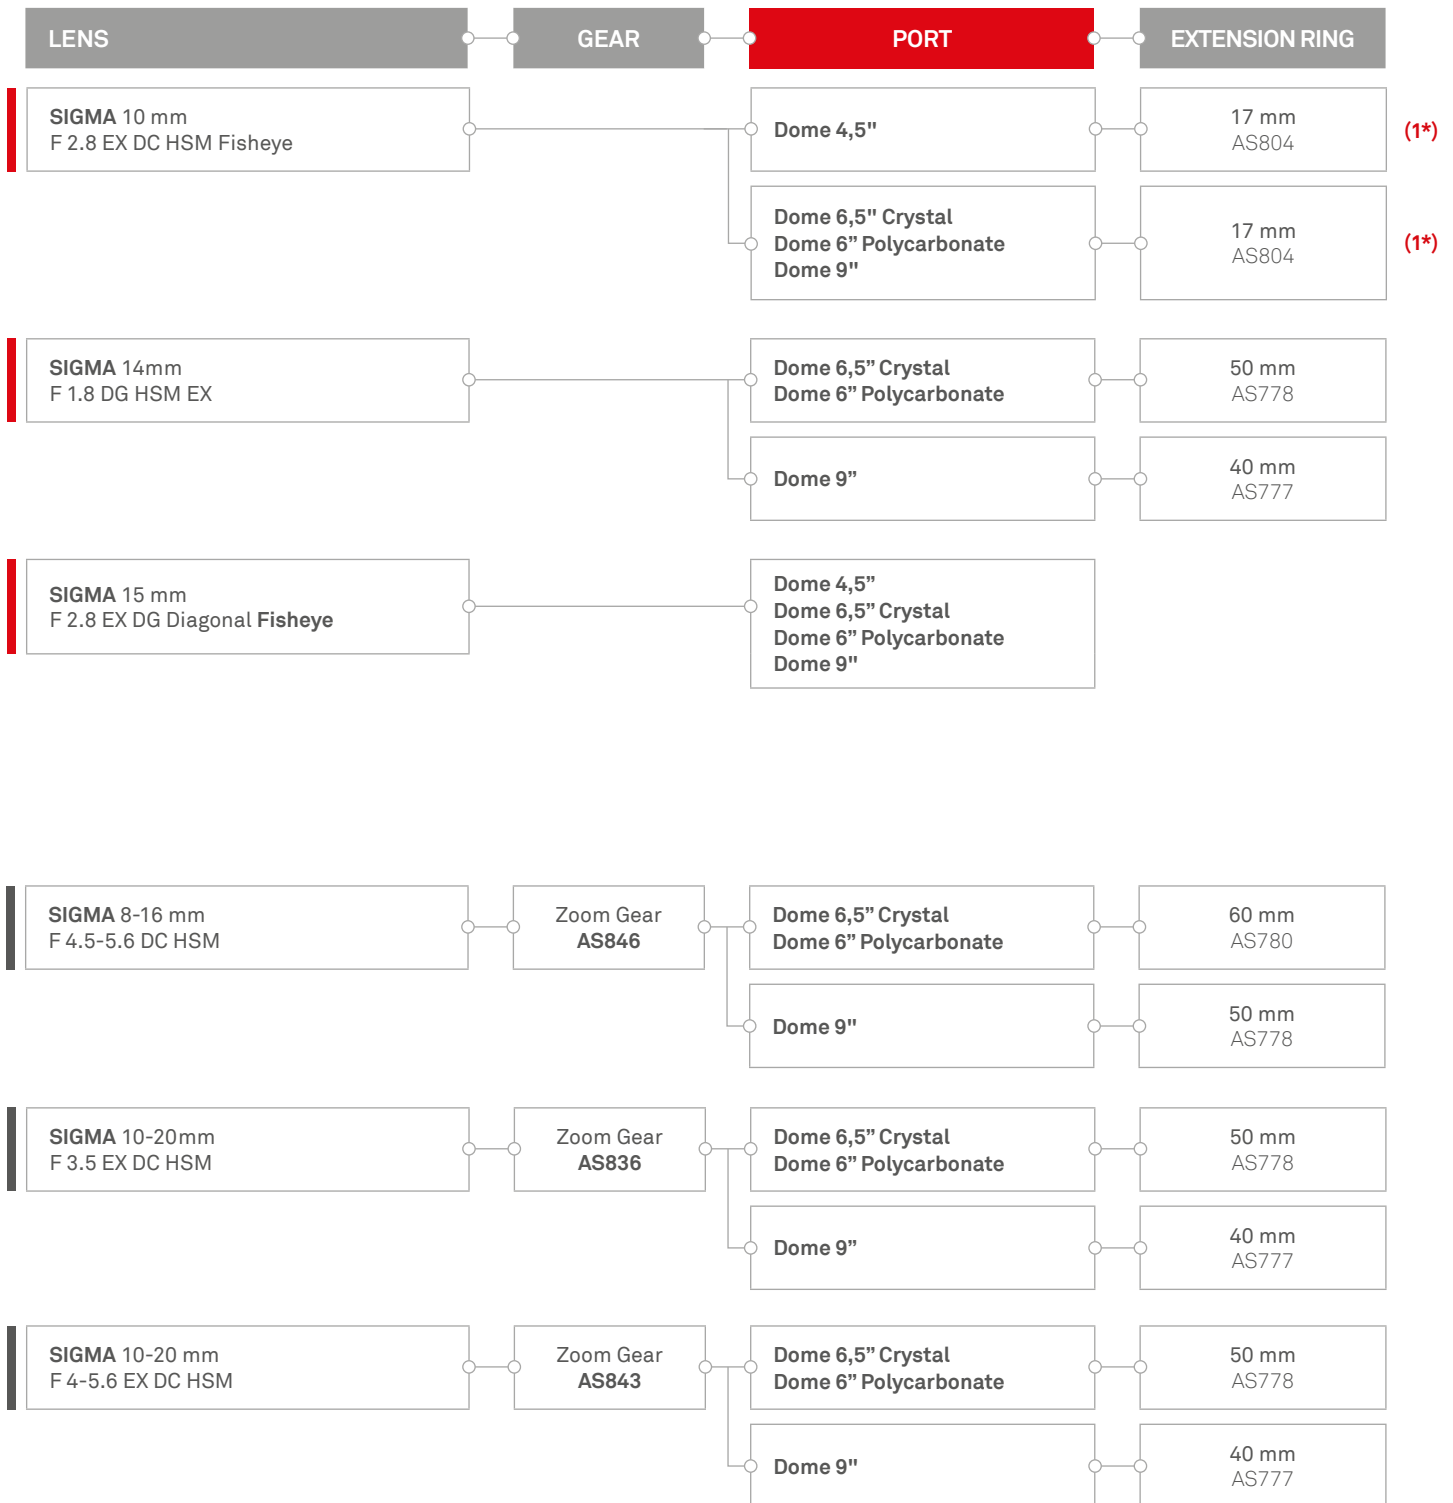 LENS
GEAR
PORT
EXTENSION RING
SIGMA 10 mm
F 2.8 EX DC HSM Fisheye
Dome 4,5"
17 mm
AS804
(1*)
Dome 6,5" Crystal
Dome 6” Polycarbonate
Dome 9"
17 mm
AS804
(1*)
SIGMA 14mm
F 1.8 DG HSM EX
Dome 6,5” Crystal
Dome 6” Polycarbonate
50 mm
AS778
Dome 9”
40 mm
AS777
SIGMA 15 mm
F 2.8 EX DG Diagonal Fisheye
Dome 4,5”
Dome 6,5” Crystal
Dome 6” Polycarbonate
Dome 9"
SIGMA 8-16 mm
F 4.5-5.6 DC HSM
Zoom Gear
AS846
Dome 6,5” Crystal
Dome 6” Polycarbonate
60 mm
AS780
Dome 9"
50 mm
AS778
SIGMA 10-20mm
F 3.5 EX DC HSM
Zoom Gear
AS836
Dome 6,5” Crystal
Dome 6” Polycarbonate
50 mm
AS778
Dome 9”
40 mm
AS777
SIGMA 10-20 mm
F 4-5.6 EX DC HSM
Zoom Gear
AS843
Dome 6,5” Crystal
Dome 6” Polycarbonate
50 mm
AS778
Dome 9"
40 mm
AS777